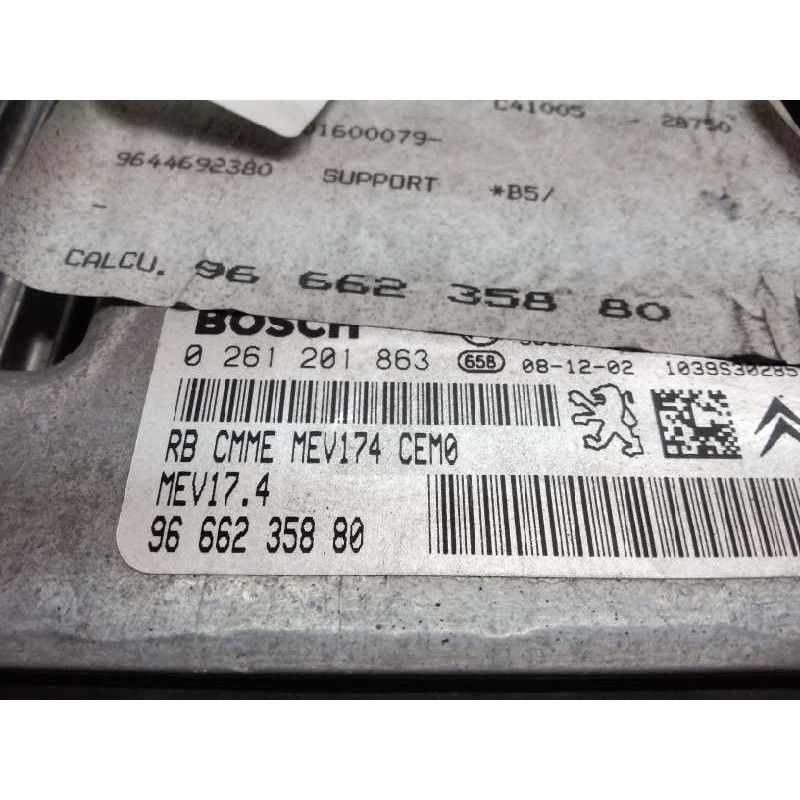 C41005 - 28750
01600079-
9644692380 SUPPORT *B5/
-
CALCU. 96 662 358 80
BOSCH
0 261 201 863 65B 08-12-02 1039S30285
RB CMME MEV174 CEM0
MEV17.4
96 662 358 80